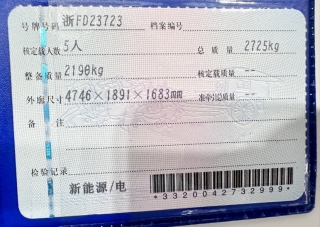 号牌号码 浙FD23723 档案编号
核定载人数 5人 总质量 2725kg
整备质量 2190kg 核定载质量 --
外廓尺寸 4746×1891×1683mm 准牵引总质量 --
备注
检验记录
新能源/电
*3320042732999*